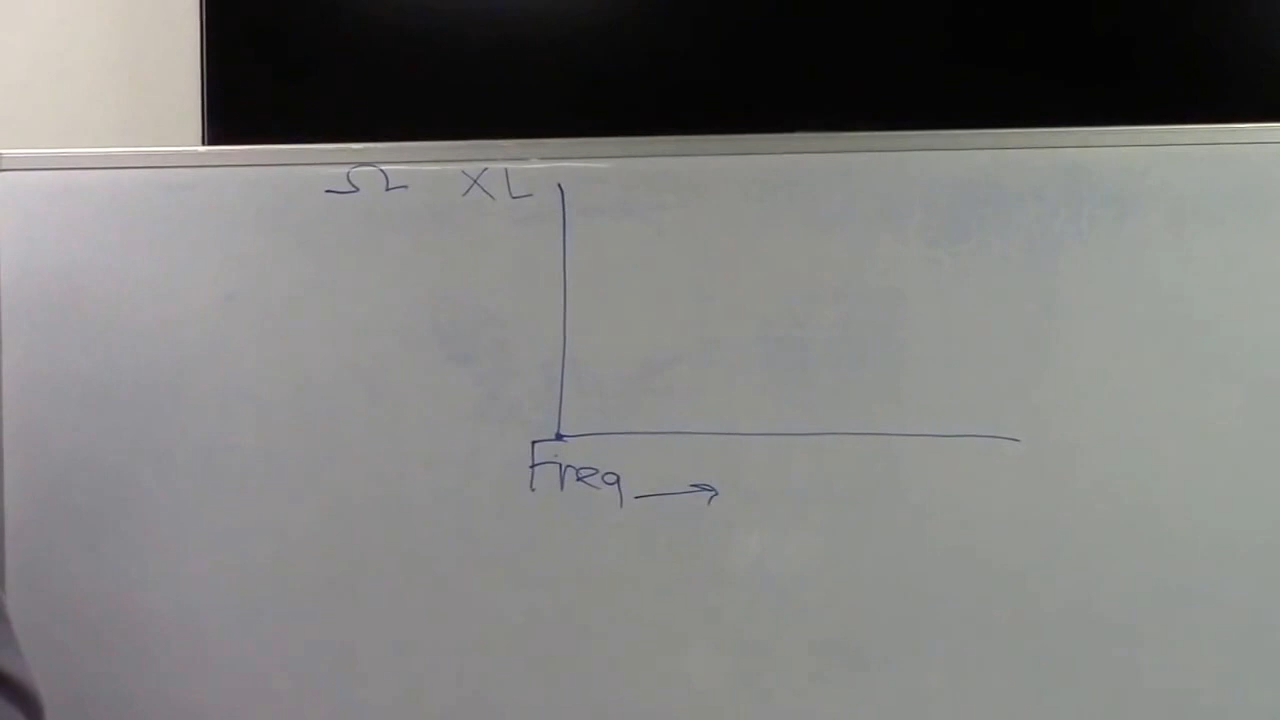 Ω XL
Freq →